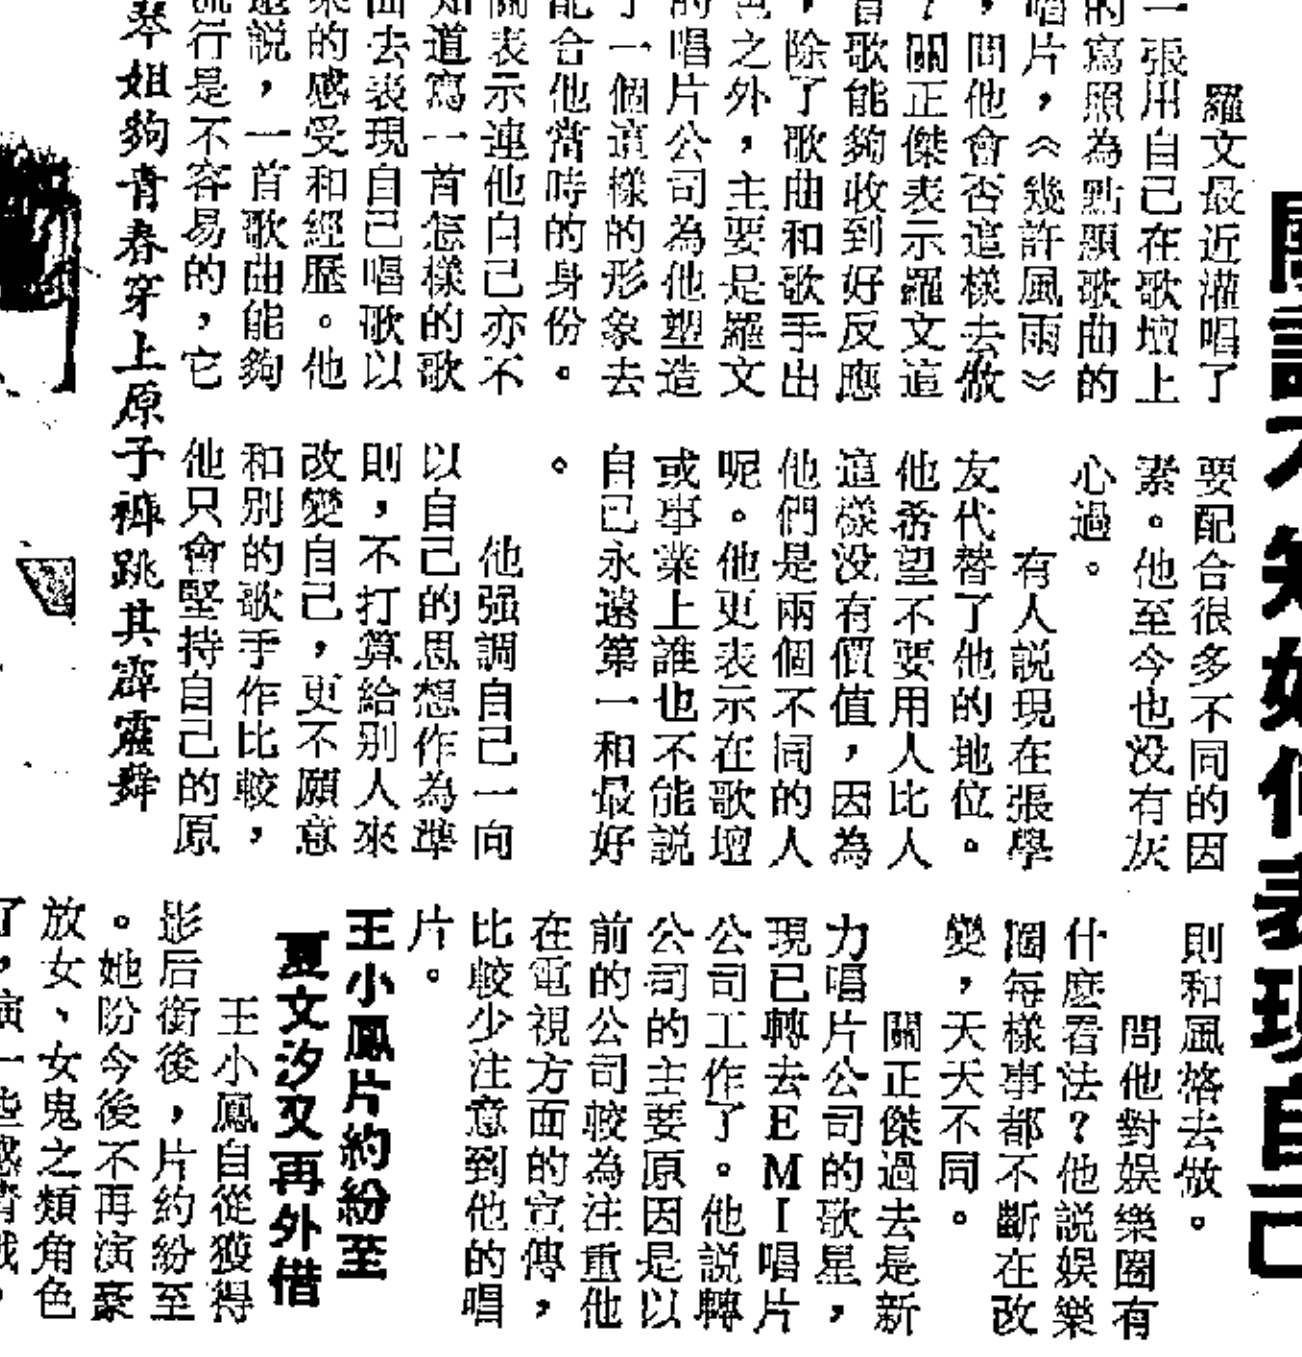 不知如何表現自己
羅文最近灌唱了
一張用自己在歌壇上
的寫照為點題歌曲的
唱片，《幾許風雨》
，問他會否這樣去做
？關正傑表示羅文這
首歌能夠收到好反應
，除了歌曲和歌手出
色之外，主要是羅文
的唱片公司為他塑造
了一個這樣的形象去
配合他當時的身份。
關表示連他自己亦不
知道寫一首怎樣的歌
曲去表現自己唱歌以
來的感受和經歷。他
還說，一首歌曲能夠
流行是不容易的，它
琴姐夠青春穿上原子褲跳其霹靂舞
要配合很多不同的因
素。他至今也没有灰
心過。
有人説現在張學
友代替了他的地位。
他希望不要用人比人
這樣没有價值，因為
他們是兩個不同的人
呢。他更表示在歌壇
或事業上誰也不能説
自己永遠第一和最好
。
他强調自己一向
以自己的思想作為準
則，不打算給別人來
改變自己，更不願意
和別的歌手作比較，
他只會堅持自己的原
則和風格去做。
問他對娛樂圈有
什麼看法？他説娛樂
圈每樣事都不斷在改
變，天天不同。
關正傑過去是新
力唱片公司的歌星，
現已轉去EMI唱片
公司工作了。他説轉
公司的主要原因是以
前的公司較為注重他
在電視方面的宣傳，
比較少注意到他的唱
片。
王小鳳片約紛至
夏文汐又再外借
王小鳳自從獲得
影后銜後，片約紛至
。她盼今後不再演豪
放女、女鬼之類角色
了，演一些感情戲，